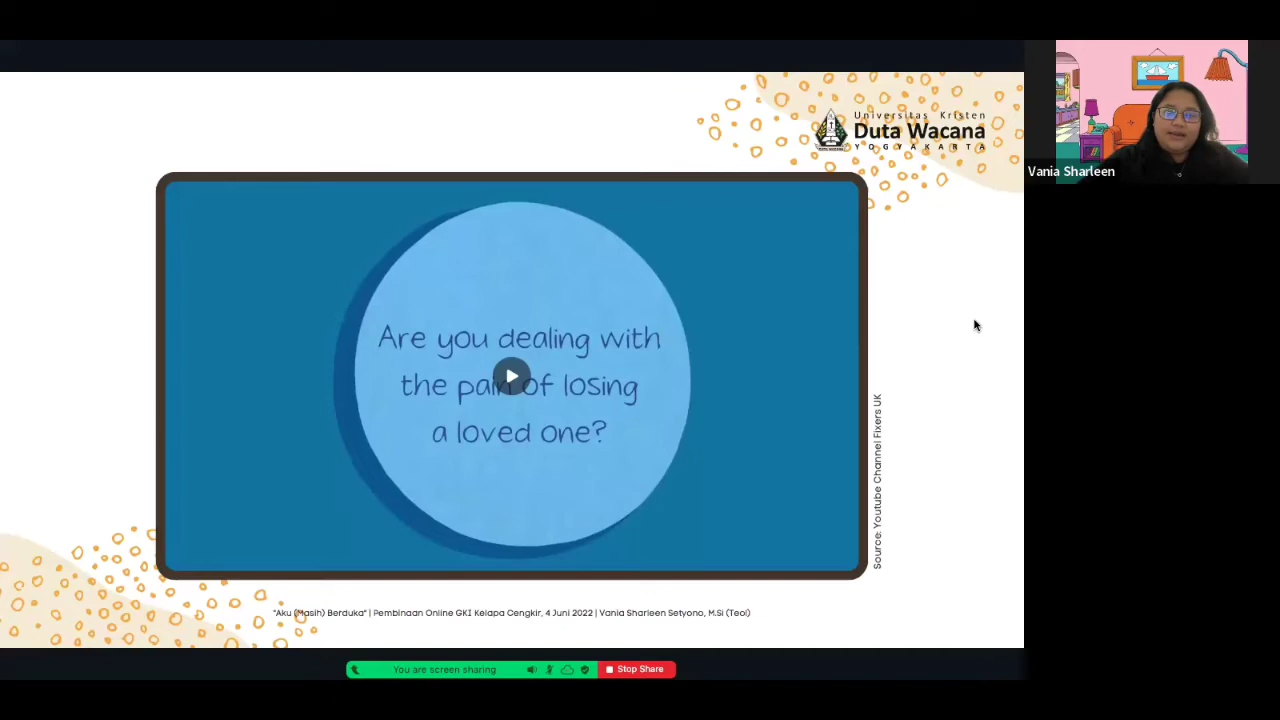 Universitas Kristen
Duta Wacana
YOGYAKARTA
Vania Sharleen
Are you dealing with
the pain of losing
a loved one?
Source: Youtube Channel Fixers UK
"Aku (Masih) Berduka" | Pembinaan Online GKI Kelapa Cengkir, 4 Juni 2022 | Vania Sharleen Setyono, M.Si (Teol)
You are screen sharing
Stop Share